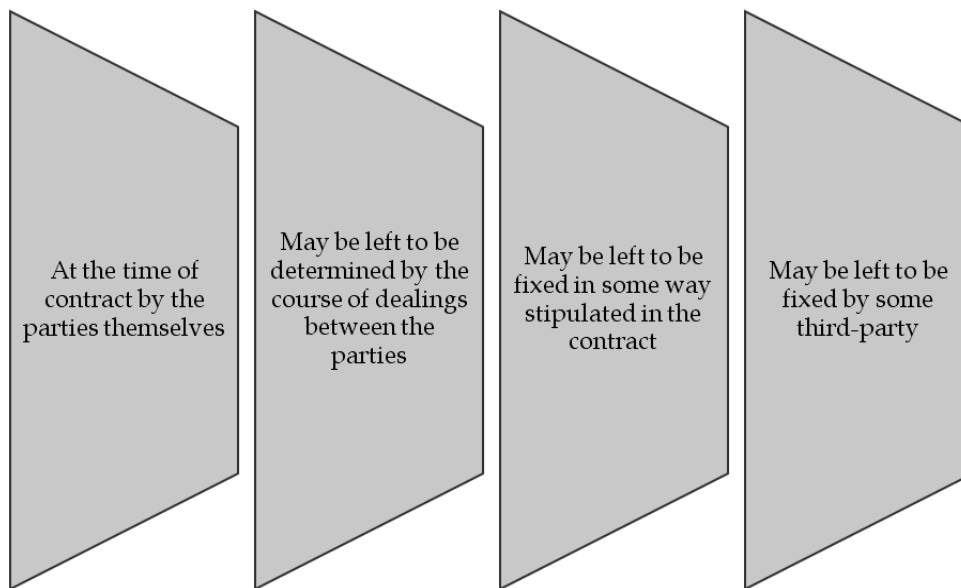 At the time of
contract by the
parties themselves
May be left to be
determined by the
course of dealings
between the
parties
May be left to be
fixed in some way
stipulated in the
contract
May be left to be
fixed by some
third-party